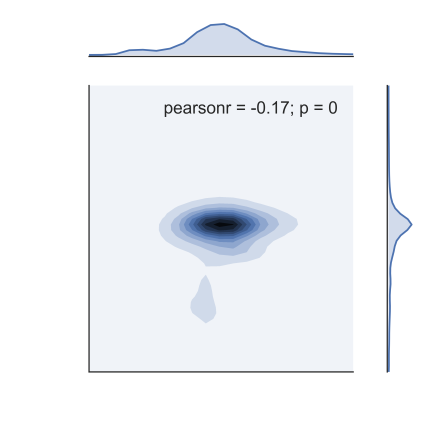 pearsonr = -0.17; p = 0